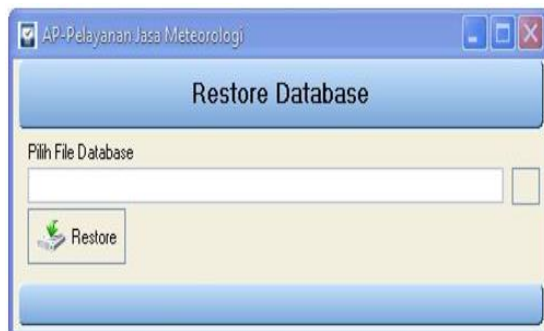 AP-Pelayanan Jasa Meteorologi
Restore Database
Pilih File Database
Restore